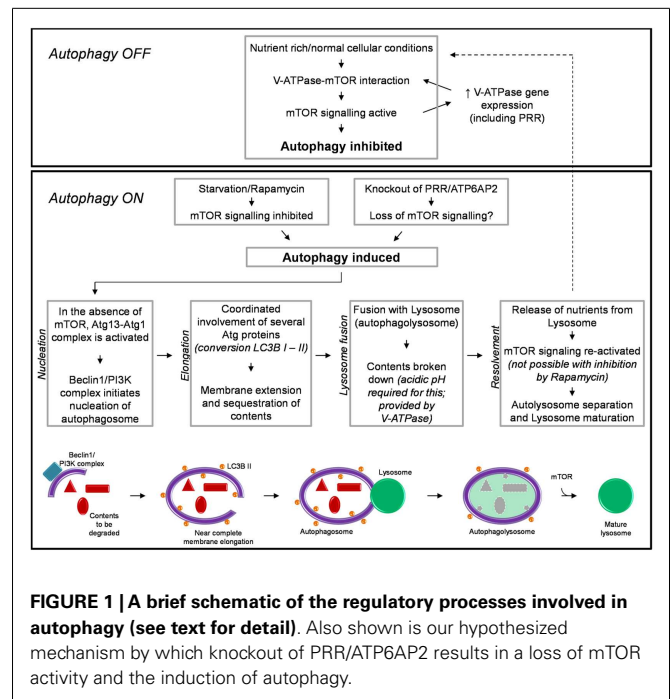 Autophagy OFF
Nutrient rich/normal cellular conditions
V-ATPase-mTOR interaction
mTOR signalling active
Autophagy inhibited
↑ V-ATPase gene
expression
(including PRR)
Autophagy ON
Starvation/Rapamycin
mTOR signalling inhibited
Knockout of PRR/ATP6AP2
Loss of mTOR signalling?
Autophagy induced
Nucleation
In the absence of
mTOR, Atg13-Atg1
complex is activated
Beclin1/PI3K
complex initiates
nucleation of
autophagosome
Elongation
Coordinated
involvement of several
Atg proteins
(conversion LC3B I – II)
Membrane extension
and sequestration of
contents
Lysosome fusion
Fusion with Lysosome
(autophagolysosome)
Contents broken
down (acidic pH
required for this;
provided by
V-ATPase)
Resolvement
Release of nutrients from
Lysosome
mTOR signaling re-activated
(not possible with inhibition
by Rapamycin)
Autolysosome separation
and Lysosome maturation
Beclin1/
PI3K complex
Contents
to be
degraded
LC3B II
Near complete
membrane elongation
Lysosome
Autophagosome
Autophagolysosome
mTOR
Mature
lysosome
FIGURE 1 | A brief schematic of the regulatory processes involved in
autophagy (see text for detail). Also shown is our hypothesized
mechanism by which knockout of PRR/ATP6AP2 results in a loss of mTOR
activity and the induction of autophagy.